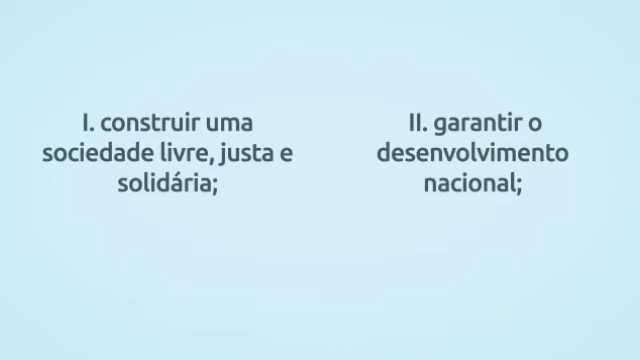 I. construir uma
sociedade livre, justa e
solidária;
II. garantir o
desenvolvimento
nacional;